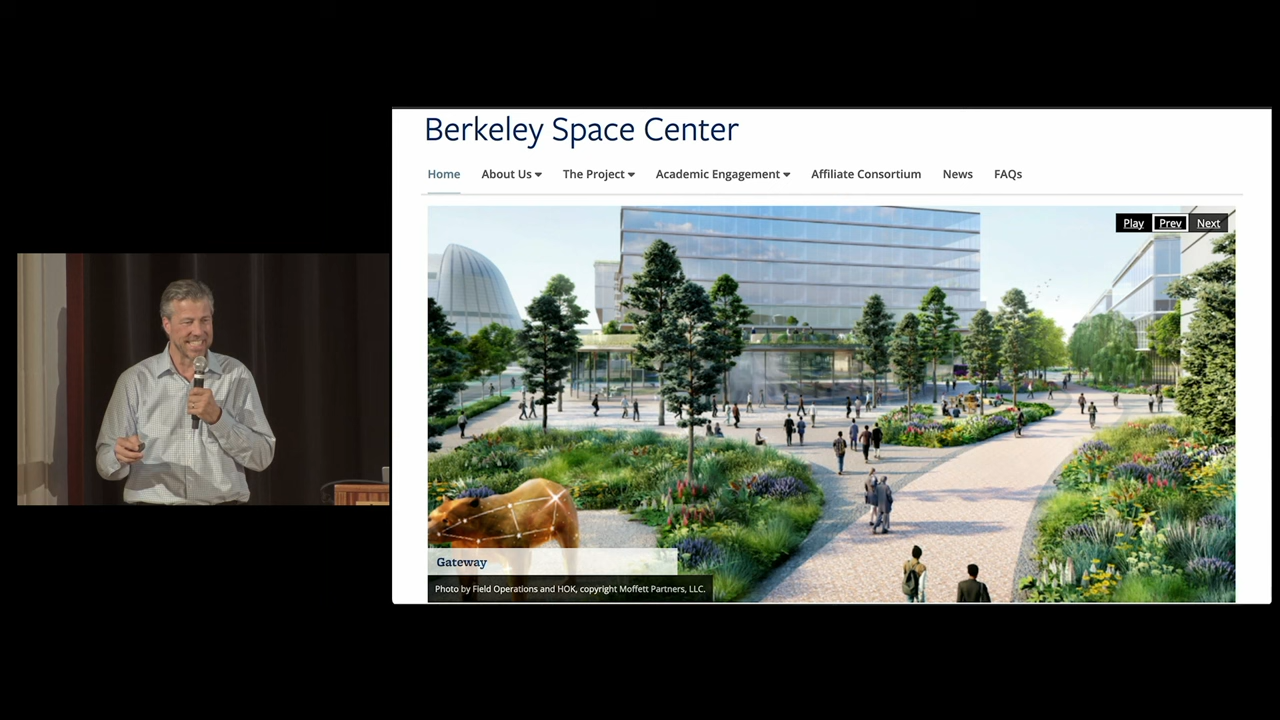 Berkeley Space Center
Home About Us The Project Academic Engagement Affiliate Consortium News FAQs
Play Prev Next
Gateway
Photo by Field Operations and HOK, copyright Moffett Partners, LLC.